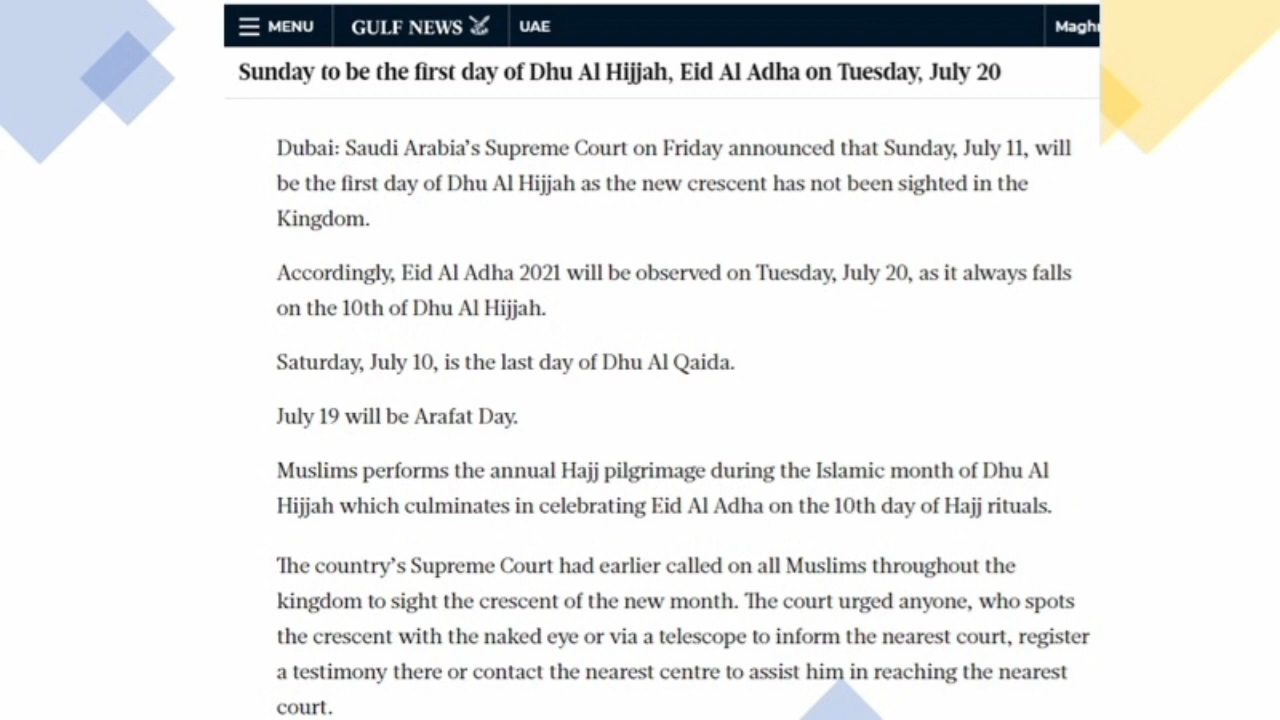 MENU GULF NEWS UAE
Sunday to be the first day of Dhu Al Hijjah, Eid Al Adha on Tuesday, July 20
Dubai: Saudi Arabia’s Supreme Court on Friday announced that Sunday, July 11, will
be the first day of Dhu Al Hijjah as the new crescent has not been sighted in the
Kingdom.
Accordingly, Eid Al Adha 2021 will be observed on Tuesday, July 20, as it always falls
on the 10th of Dhu Al Hijjah.
Saturday, July 10, is the last day of Dhu Al Qaida.
July 19 will be Arafat Day.
Muslims performs the annual Hajj pilgrimage during the Islamic month of Dhu Al
Hijjah which culminates in celebrating Eid Al Adha on the 10th day of Hajj rituals.
The country’s Supreme Court had earlier called on all Muslims throughout the
kingdom to sight the crescent of the new month. The court urged anyone, who spots
the crescent with the naked eye or via a telescope to inform the nearest court, register
a testimony there or contact the nearest centre to assist him in reaching the nearest
court.